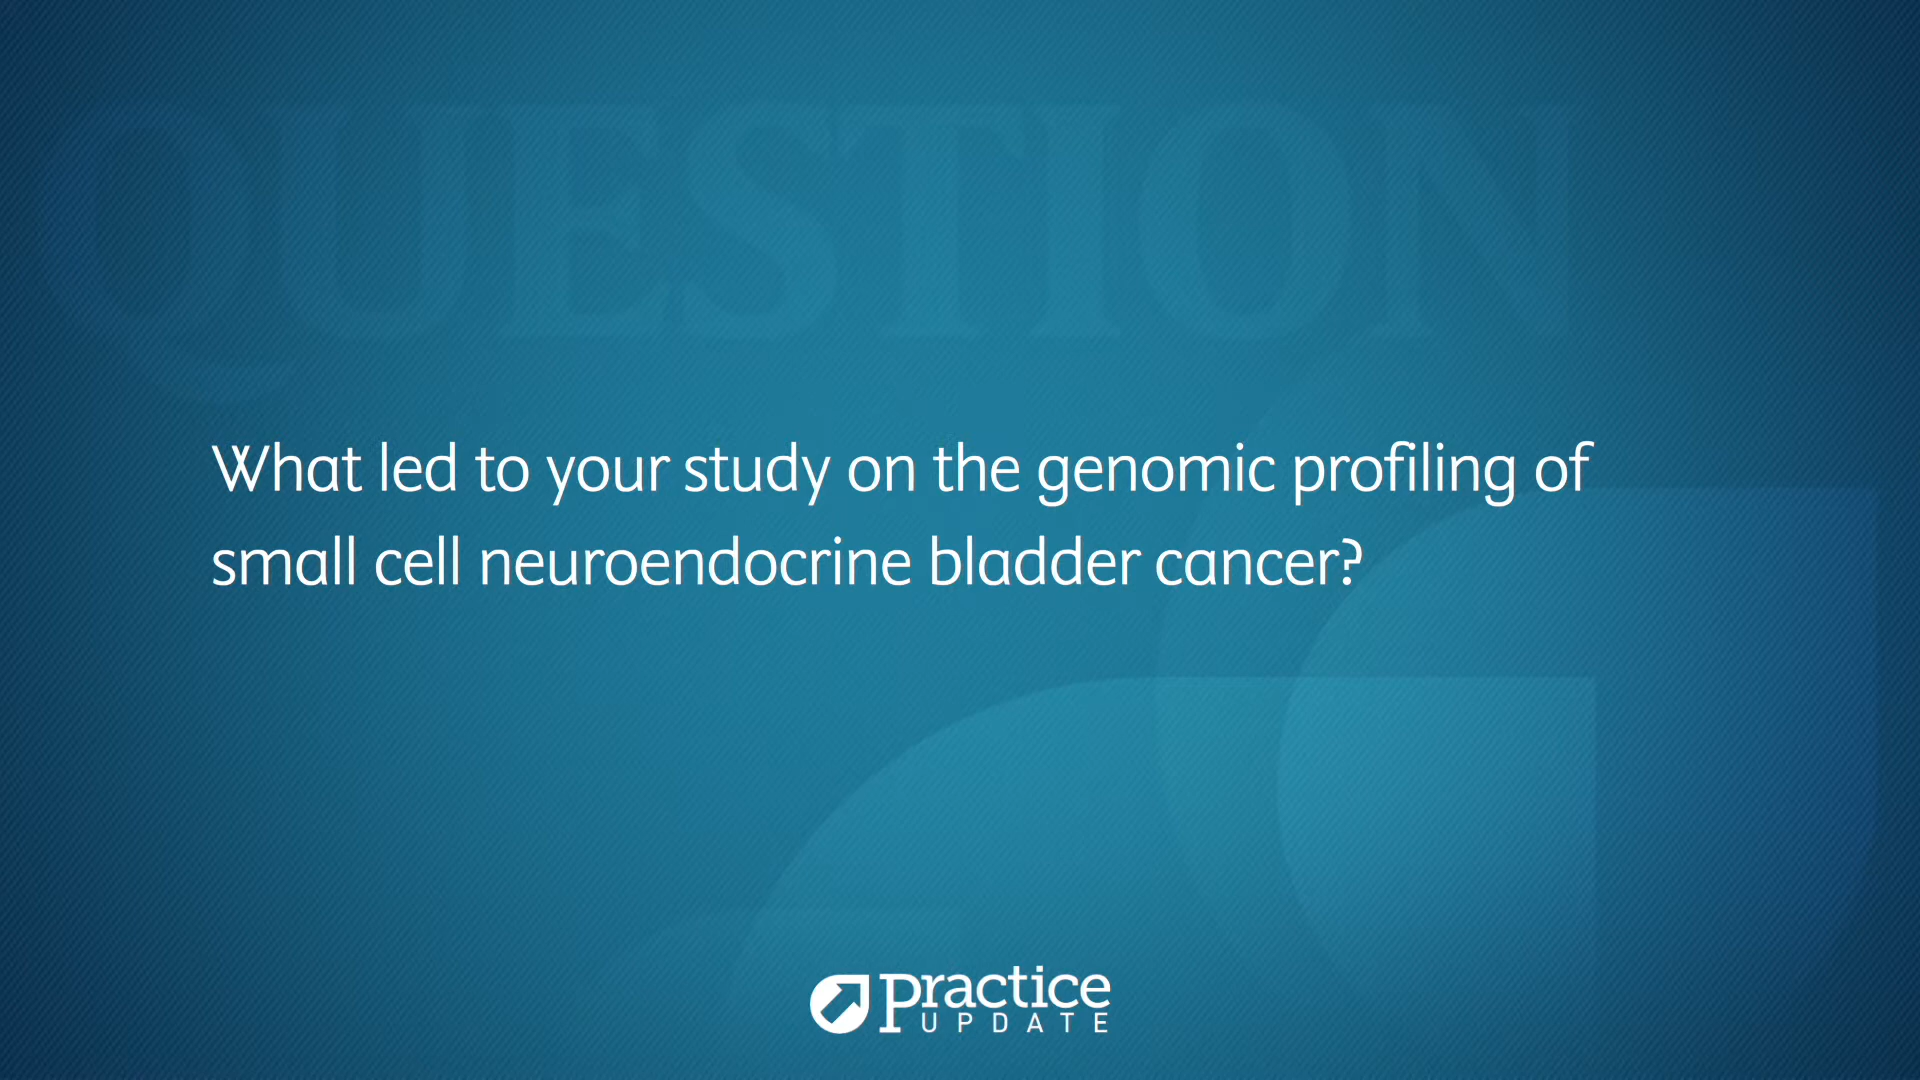 QUESTION
What led to your study on the genomic profiling of
small cell neuroendocrine bladder cancer?
Practice
UPDATE